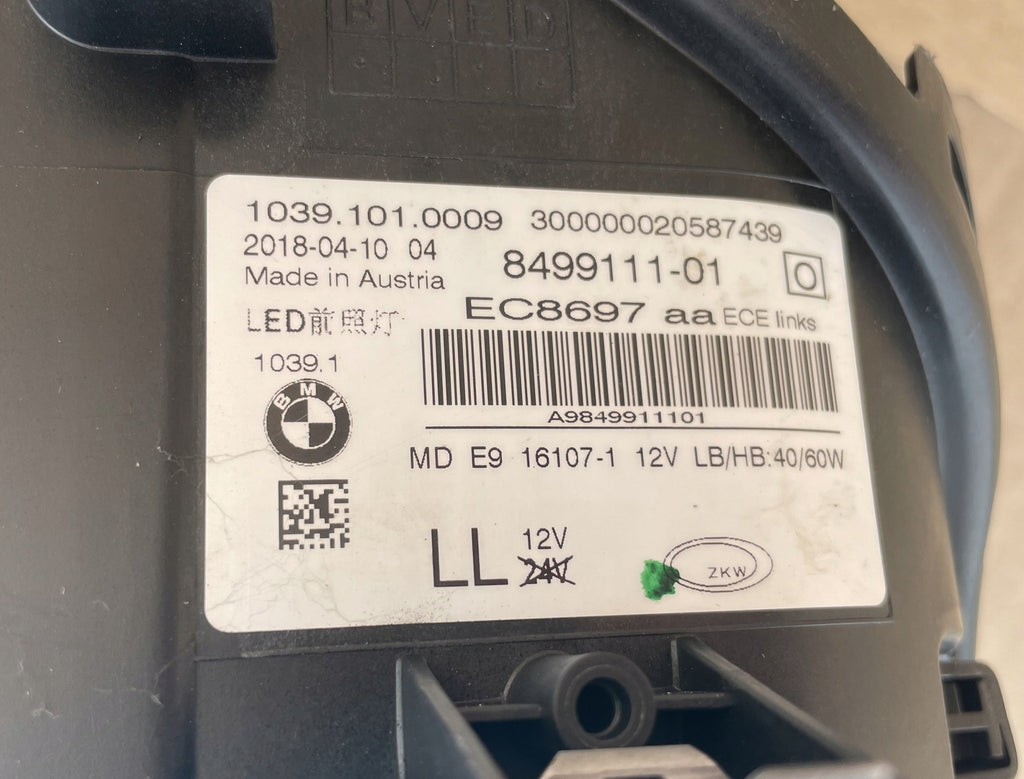 BVED
1039.101.0009 300000020587439
2018-04-10 04
8499111-01 O
Made in Austria
EC8697 aa ECE links
LED前照灯
1039.1
BMW
A9849911101
MD E9 16107-1 12V LB/HB:40/60W
LL 12V
24V
ZKW